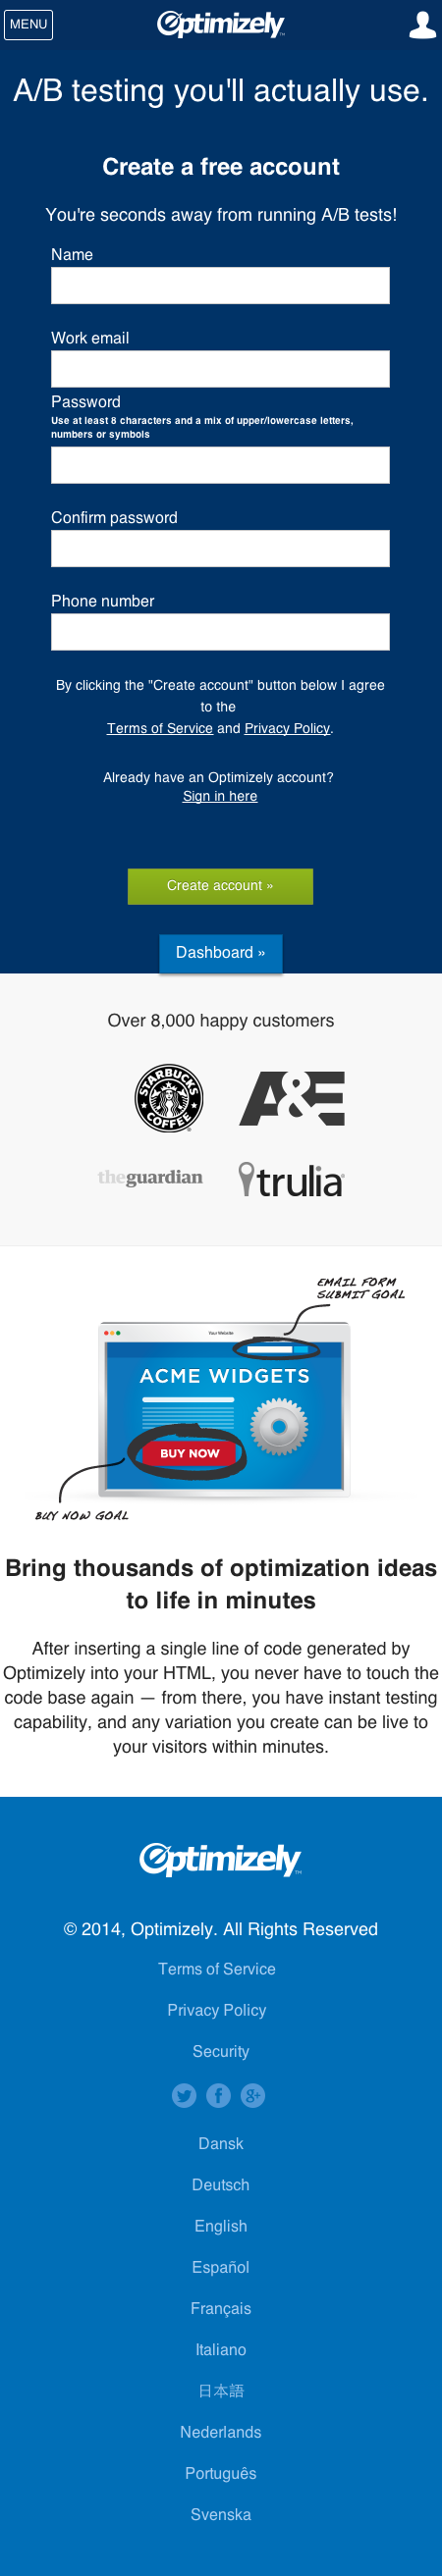 MENU
Optimizely
A/B testing you'll actually use.
Create a free account
You're seconds away from running A/B tests!
Name
Work email
Password
Use at least 8 characters and a mix of upper/lowercase letters,
numbers or symbols
Confirm password
Phone number
By clicking the "Create account" button below I agree
to the
Terms of Service and Privacy Policy.
Already have an Optimizely account?
Sign in here
Create account »
Dashboard »
Over 8,000 happy customers
STARBUCKS COFFEE
A&E
theguardian
trulia
EMAIL FORM
SUBMIT GOAL
Your Website
ACME WIDGETS
BUY NOW
BUY NOW GOAL
Bring thousands of optimization ideas
to life in minutes
After inserting a single line of code generated by
Optimizely into your HTML, you never have to touch the
code base again — from there, you have instant testing
capability, and any variation you create can be live to
your visitors within minutes.
Optimizely
© 2014, Optimizely. All Rights Reserved
Terms of Service
Privacy Policy
Security
Dansk
Deutsch
English
Español
Français
Italiano
日本語
Nederlands
Português
Svenska